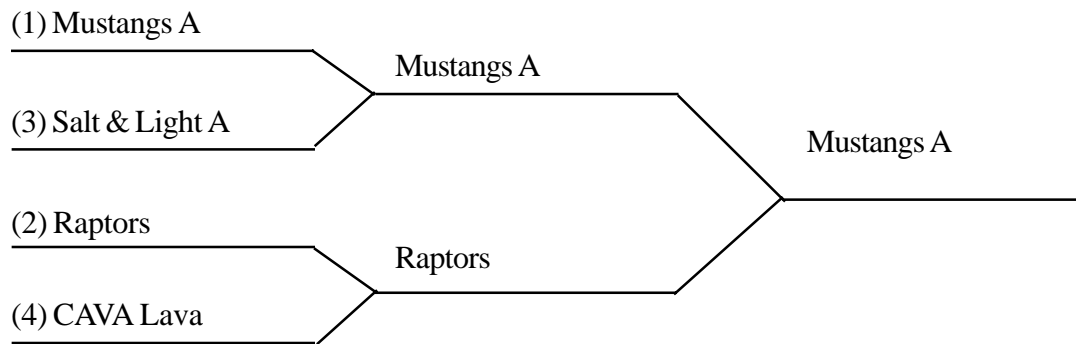 (1) Mustangs A
Mustangs A
(3) Salt & Light A
Mustangs A
(2) Raptors
Raptors
(4) CAVA Lava